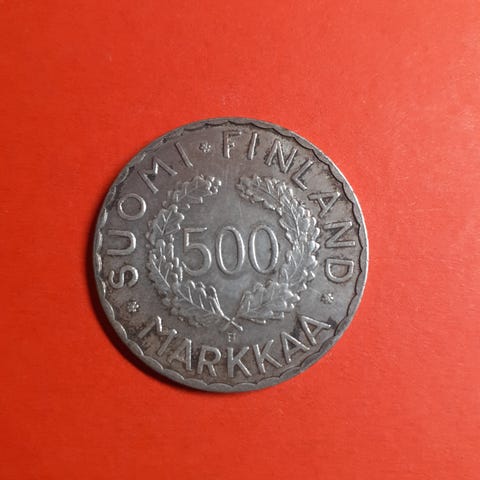 SUOMI * FINLAND
500
H
* MARKKAA *